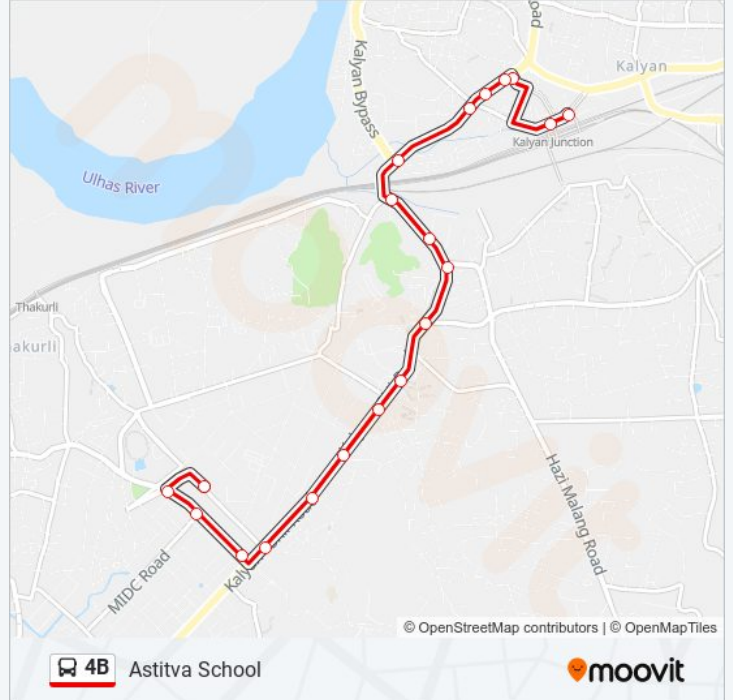 Road
Kalyan
Kalyan Bypass
Kalyan Junction
Ulhas River
Thakurli
akurli
Hazi Malang Road
MIDC Road
Kaly
© OpenStreetMap contributors | © OpenMapTiles
4B Astitva School
moovit